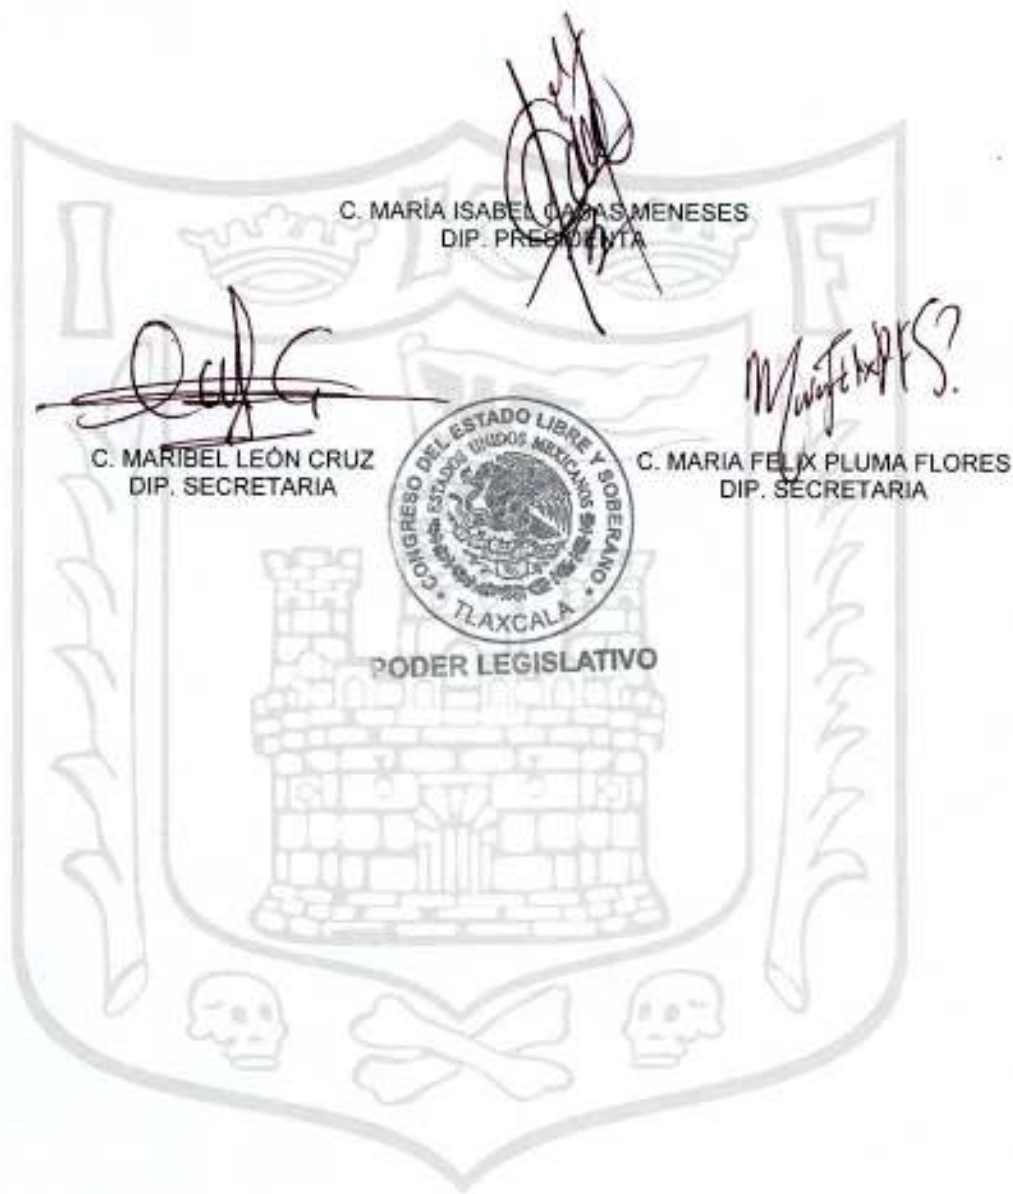 I K F
C. MARÍA ISABEL CASAS MENESES
DIP. PRESIDENTA
C. MARIBEL LEÓN CRUZ
DIP. SECRETARIA
C. MARIA FELIX PLUMA FLORES
DIP. SECRETARIA
CONGRESO DEL ESTADO LIBRE Y SOBERANO
ESTADOS UNIDOS MEXICANOS
TLAXCALA
PODER LEGISLATIVO